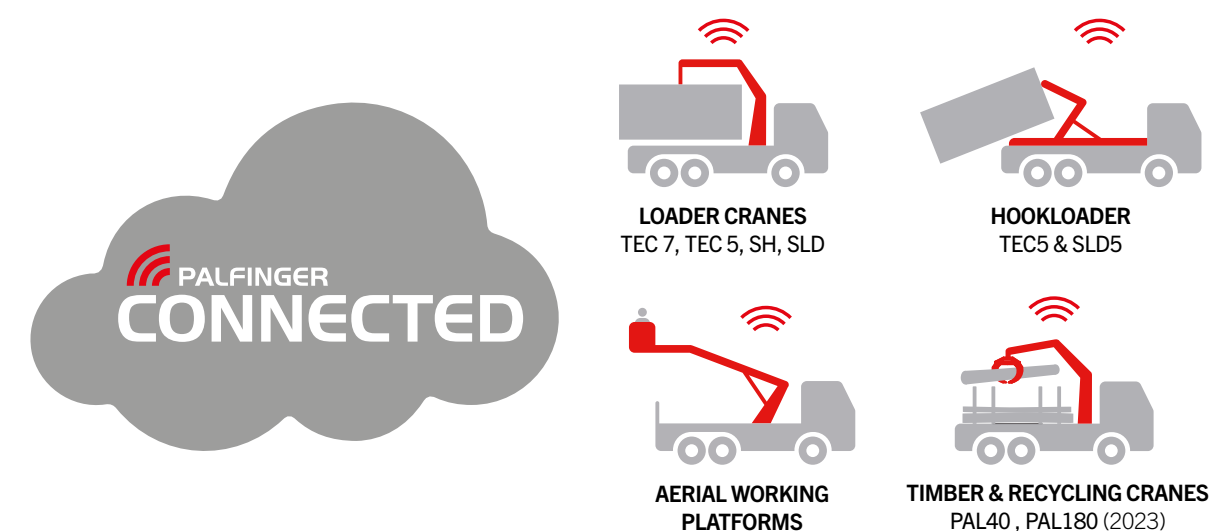 PALFINGER
CONNECTED
LOADER CRANES
TEC 7, TEC 5, SH, SLD
HOOKLOADER
TEC5 & SLD5
AERIAL WORKING
PLATFORMS
TIMBER & RECYCLING CRANES
PAL40 , PAL180 (2023)